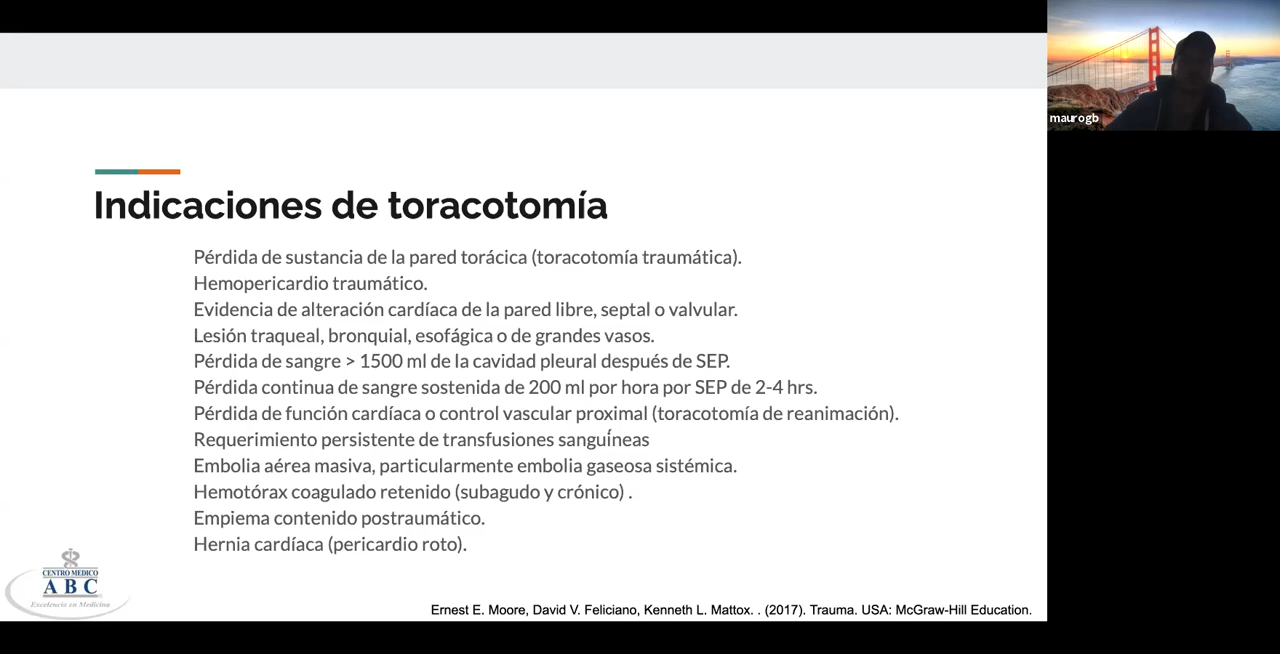 maurogb
Indicaciones de toracotomía
Pérdida de sustancia de la pared torácica (toracotomía traumática).
Hemopericardio traumático.
Evidencia de alteración cardíaca de la pared libre, septal o valvular.
Lesión traqueal, bronquial, esofágica o de grandes vasos.
Pérdida de sangre > 1500 ml de la cavidad pleural después de SEP.
Pérdida continua de sangre sostenida de 200 ml por hora por SEP de 2-4 hrs.
Pérdida de función cardíaca o control vascular proximal (toracotomía de reanimación).
Requerimiento persistente de transfusiones sanguíneas
Embolia aérea masiva, particularmente embolia gaseosa sistémica.
Hemotórax coagulado retenido (subagudo y crónico) .
Empiema contenido postraumático.
Hernia cardíaca (pericardio roto).
CENTRO MEDICO
ABC
Excelencia en Medicina
Ernest E. Moore, David V. Feliciano, Kenneth L. Mattox. . (2017). Trauma. USA: McGraw-Hill Education.